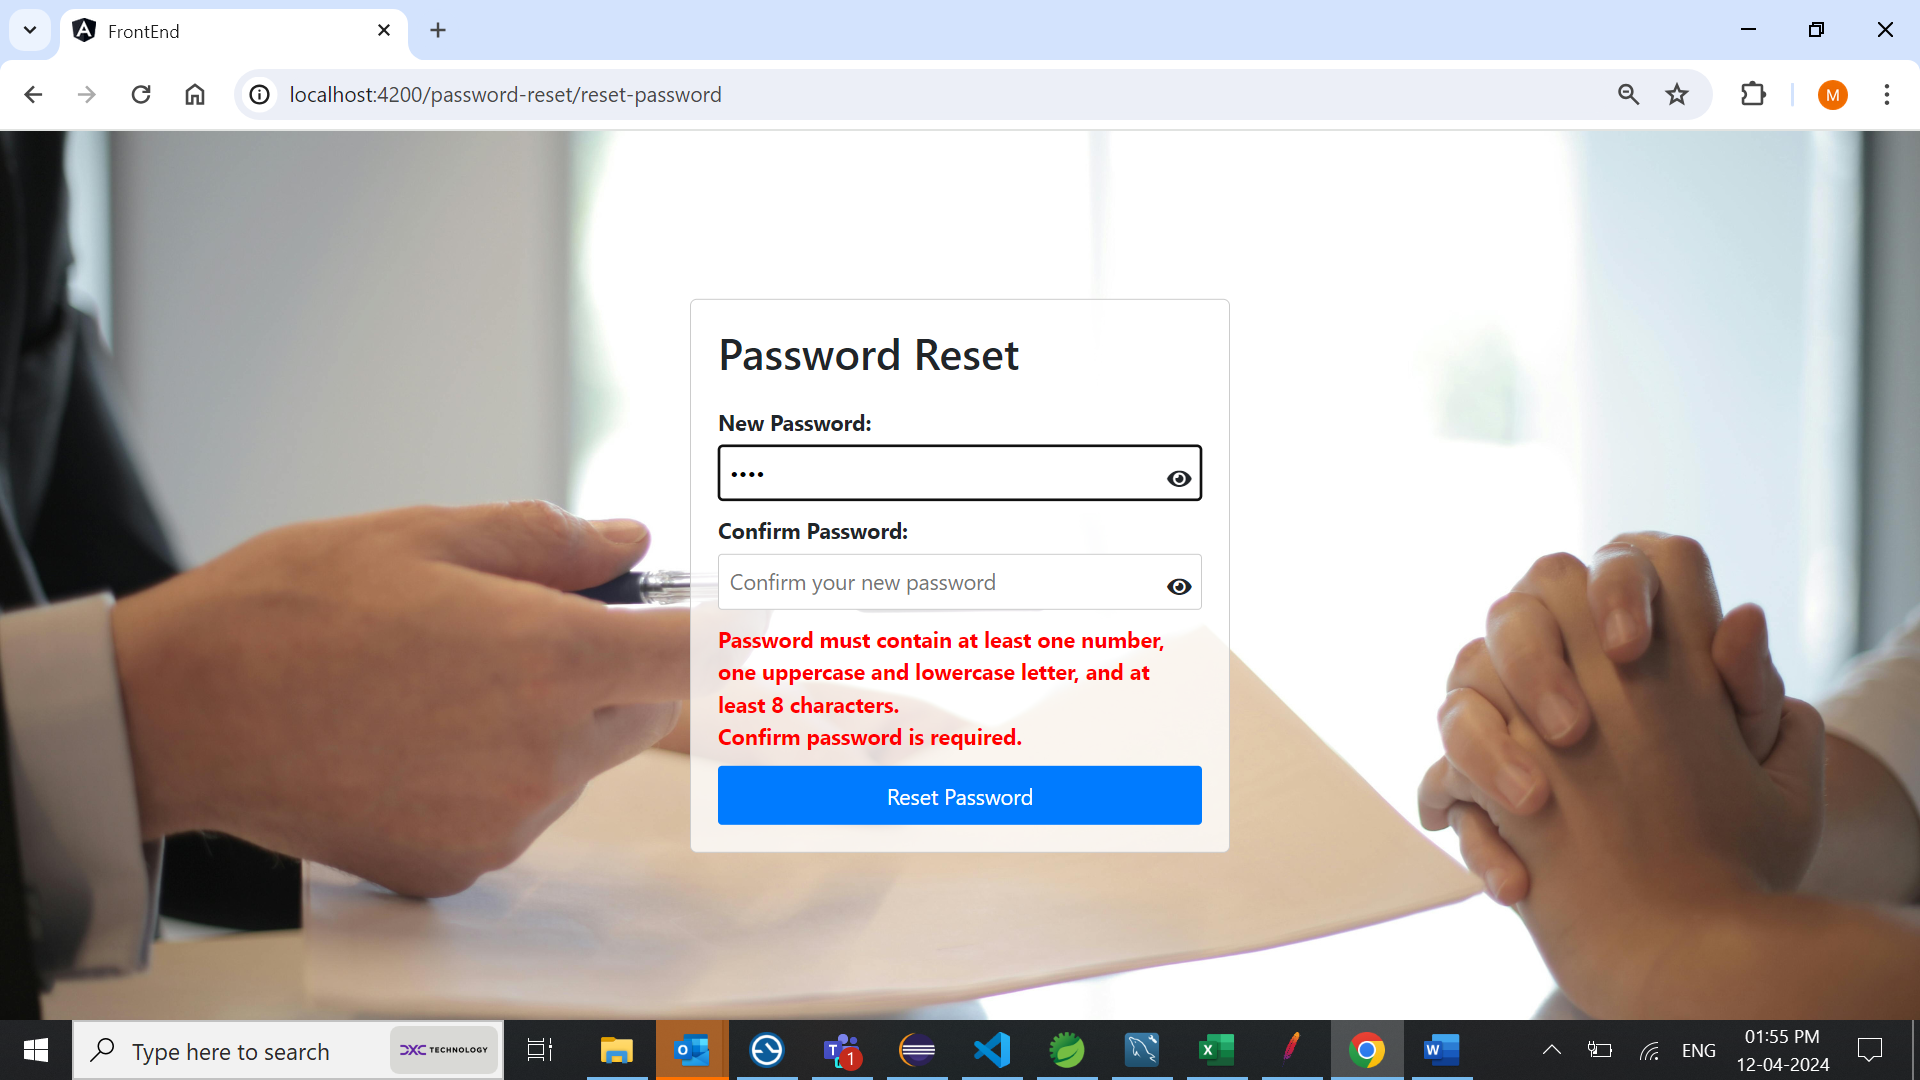 FrontEnd
localhost:4200/password-reset/reset-password
M
Password Reset
New Password:
••••
Confirm Password:
Confirm your new password
Password must contain at least one number,
one uppercase and lowercase letter, and at
least 8 characters.
Confirm password is required.
Reset Password
Type here to search
DXC TECHNOLOGY
1
ENG
01:55 PM
12-04-2024